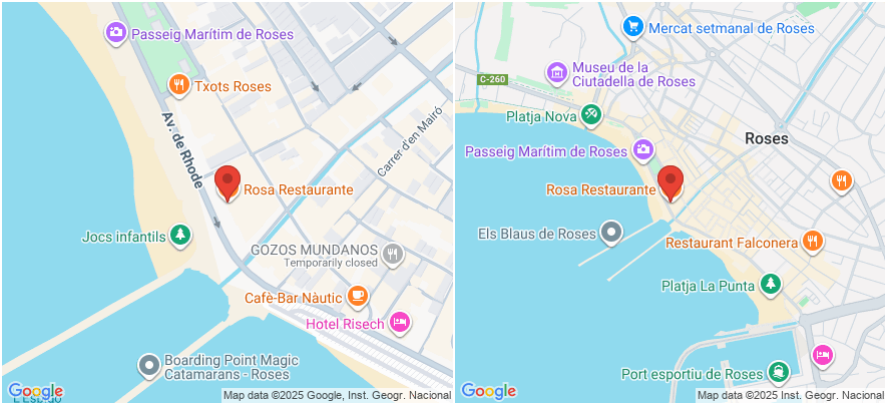 Passeig Marítim de Roses
Txots Roses
Av. de Rhode
Carrer d'en Mairó
Rosa Restaurante
Jocs infantils
GOZOS MUNDANOS
Temporarily closed
Cafè-Bar Nàutic
Hotel Risech
Boarding Point Magic
Catamarans - Roses
Google
Map data ©2025 Google, Inst. Geogr. Nacional
Mercat setmanal de Roses
Museu de la
Ciutadella de Roses
C-260
Platja Nova
Roses
Passeig Marítim de Roses
Rosa Restaurante
Els Blaus de Roses
Restaurant Falconera
Platja La Punta
Port esportiu de Roses
Google
Map data ©2025 Google, Inst. Geogr. Nacional